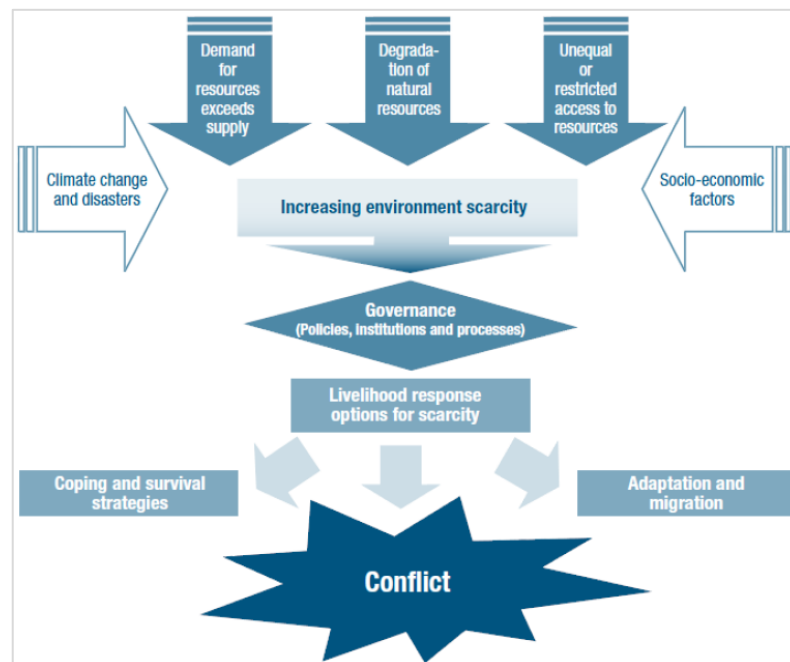 Demand
for
resources
exceeds
supply
Degrada-
tion of
natural
resources
Unequal
or
restricted
access to
resources
Climate change
and disasters
Socio-economic
factors
Increasing environment scarcity
Governance
(Policies, institutions and processes)
Livelihood response
options for scarcity
Coping and survival
strategies
Adaptation and
migration
Conflict